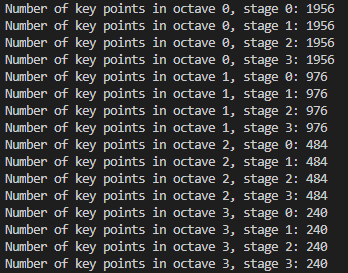 Number of key points in octave 0, stage 0: 1956
Number of key points in octave 0, stage 1: 1956
Number of key points in octave 0, stage 2: 1956
Number of key points in octave 0, stage 3: 1956
Number of key points in octave 1, stage 0: 976
Number of key points in octave 1, stage 1: 976
Number of key points in octave 1, stage 2: 976
Number of key points in octave 1, stage 3: 976
Number of key points in octave 2, stage 0: 484
Number of key points in octave 2, stage 1: 484
Number of key points in octave 2, stage 2: 484
Number of key points in octave 2, stage 3: 484
Number of key points in octave 3, stage 0: 240
Number of key points in octave 3, stage 1: 240
Number of key points in octave 3, stage 2: 240
Number of key points in octave 3, stage 3: 240